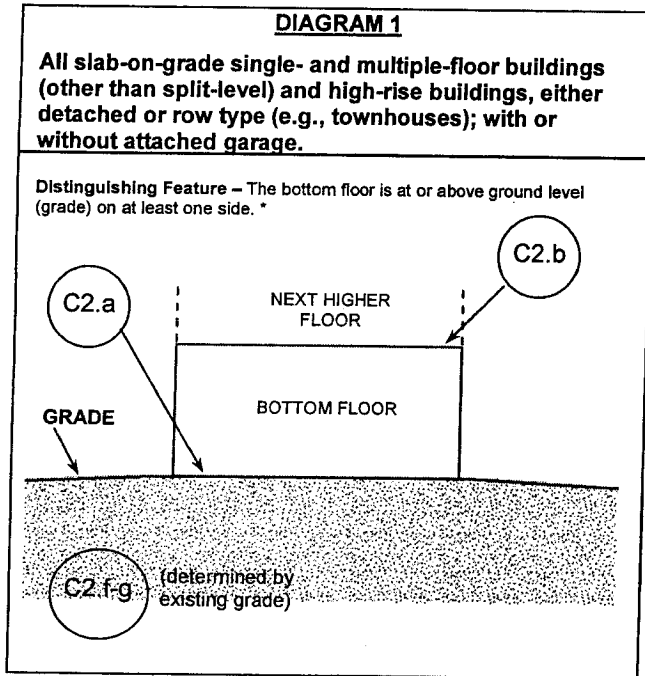 DIAGRAM 1
All slab-on-grade single- and multiple-floor buildings
(other than split-level) and high-rise buildings, either
detached or row type (e.g., townhouses); with or
without attached garage.
Distinguishing Feature – The bottom floor is at or above ground level
(grade) on at least one side. *
C2.b
C2.a
NEXT HIGHER
FLOOR
BOTTOM FLOOR
GRADE
C2.f-g
(determined by
existing grade)